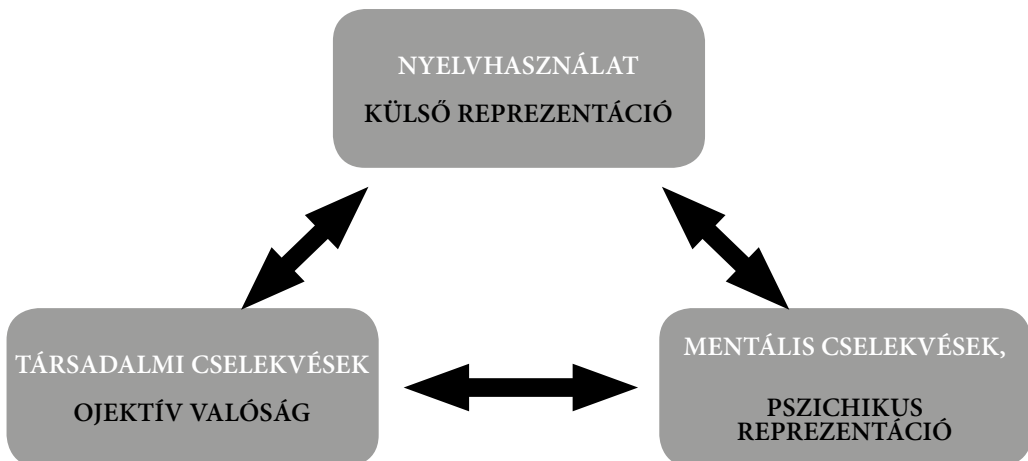 NYELVHASZNÁLAT
KÜLSŐ REPREZENTÁCIÓ
TÁRSADALMI CSELEKVÉSEK
OJEKTÍV VALÓSÁG
MENTÁLIS CSELEKVÉSEK,
PSZICHIKUS
REPREZENTÁCIÓ